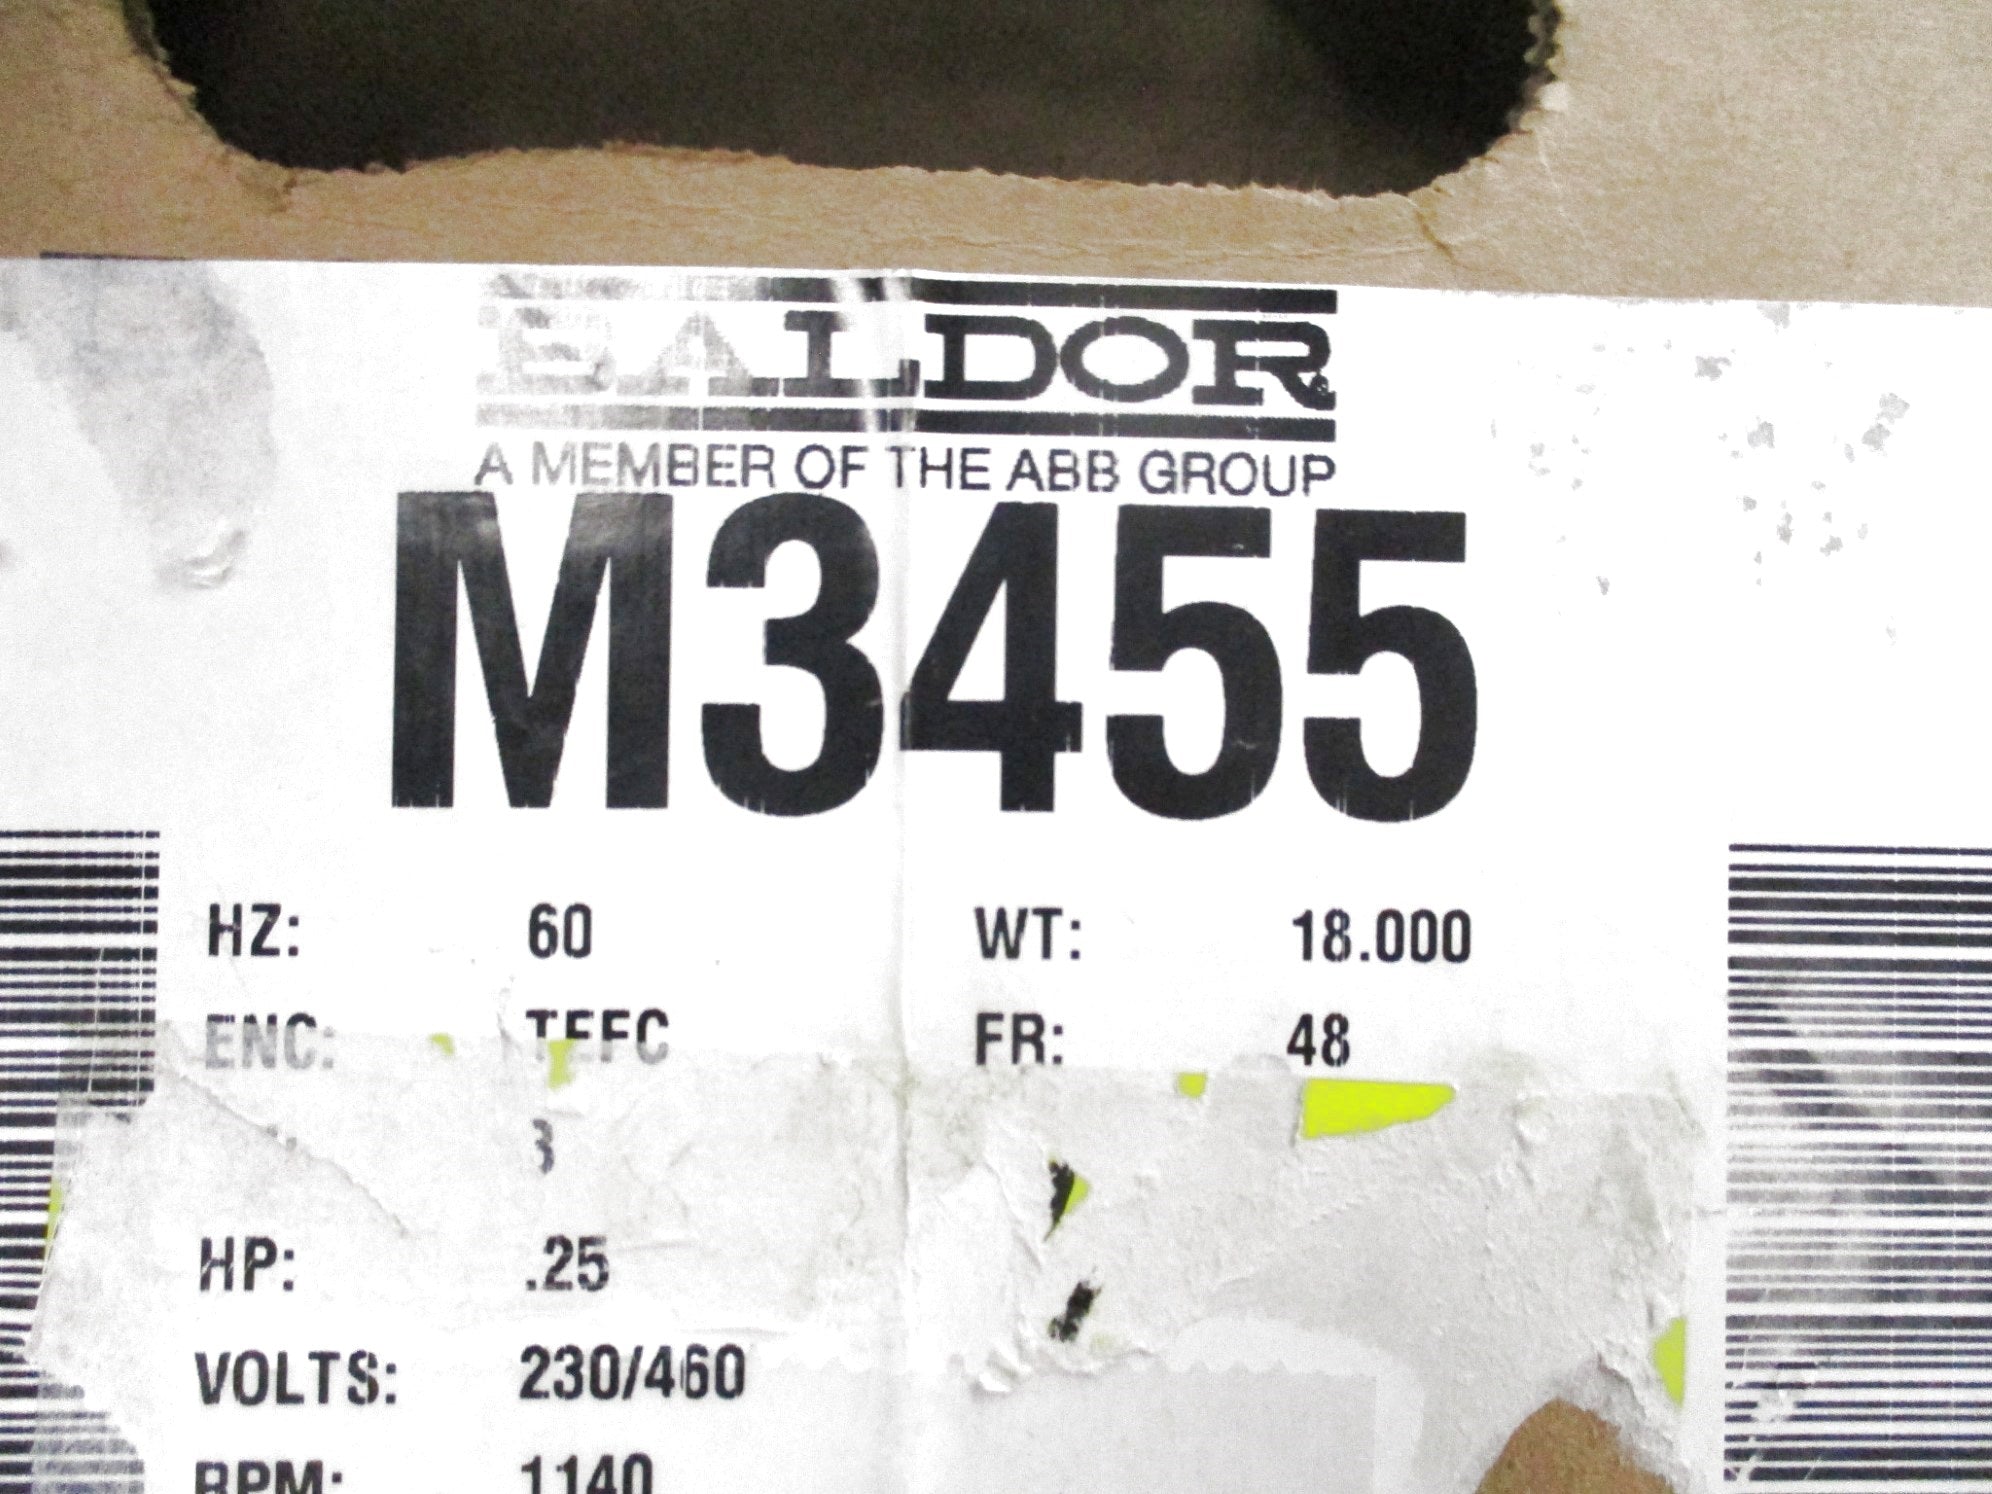 BALDOR
A MEMBER OF THE ABB GROUP
M3455
HZ: 60 WT: 18.000
ENC: TEFC FR: 48
3
HP: .25
VOLTS: 230/460
RPM: 1140